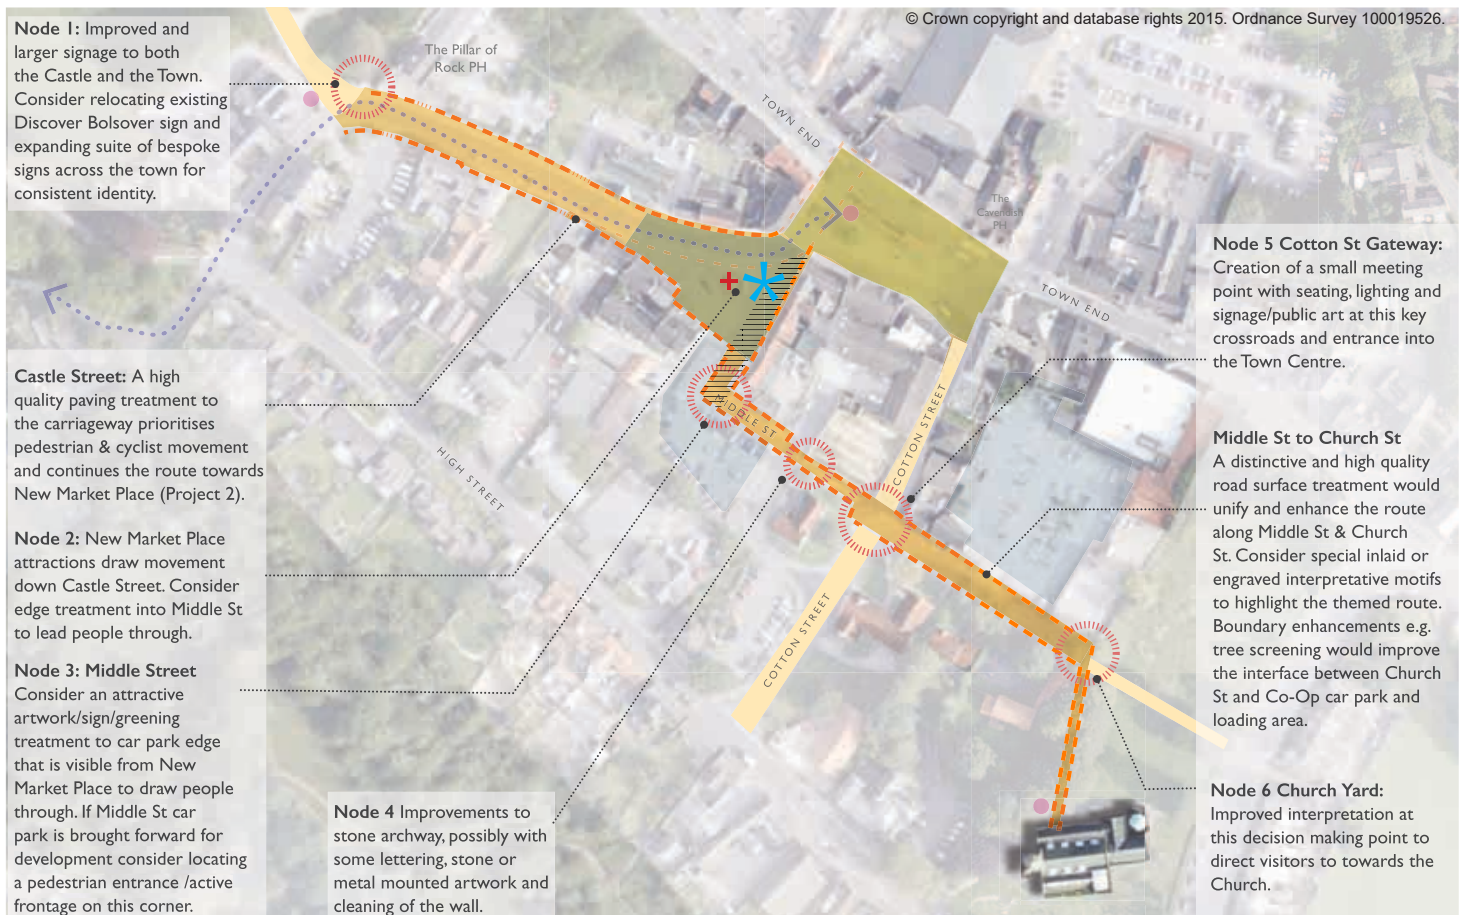 © Crown copyright and database rights 2015. Ordnance Survey 100019526.
Node 1: Improved and
larger signage to both
the Castle and the Town.
Consider relocating existing
Discover Bolsover sign and
expanding suite of bespoke
signs across the town for
consistent identity.
The Pillar of
Rock PH
TOWN END
The
Cavendish
PH
TOWN END
Castle Street: A high
quality paving treatment to
the carriageway prioritises
pedestrian & cyclist movement
and continues the route towards
New Market Place (Project 2).
Node 2: New Market Place
attractions draw movement
down Castle Street. Consider
edge treatment into Middle St
to lead people through.
Node 3: Middle Street
Consider an attractive
artwork/sign/greening
treatment to car park edge
that is visible from New
Market Place to draw people
through. If Middle St car
park is brought forward for
development consider locating
a pedestrian entrance /active
frontage on this corner.
HIGH STREET
MIDDLE ST
COTTON STREET
COTTON STREET
Node 4 Improvements to
stone archway, possibly with
some lettering, stone or
metal mounted artwork and
cleaning of the wall.
Node 5 Cotton St Gateway:
Creation of a small meeting
point with seating, lighting and
signage/public art at this key
crossroads and entrance into
the Town Centre.
Middle St to Church St
A distinctive and high quality
road surface treatment would
unify and enhance the route
along Middle St & Church
St. Consider special inlaid or
engraved interpretative motifs
to highlight the themed route.
Boundary enhancements e.g.
tree screening would improve
the interface between Church
St and Co-Op car park and
loading area.
Node 6 Church Yard:
Improved interpretation at
this decision making point to
direct visitors to towards the
Church.